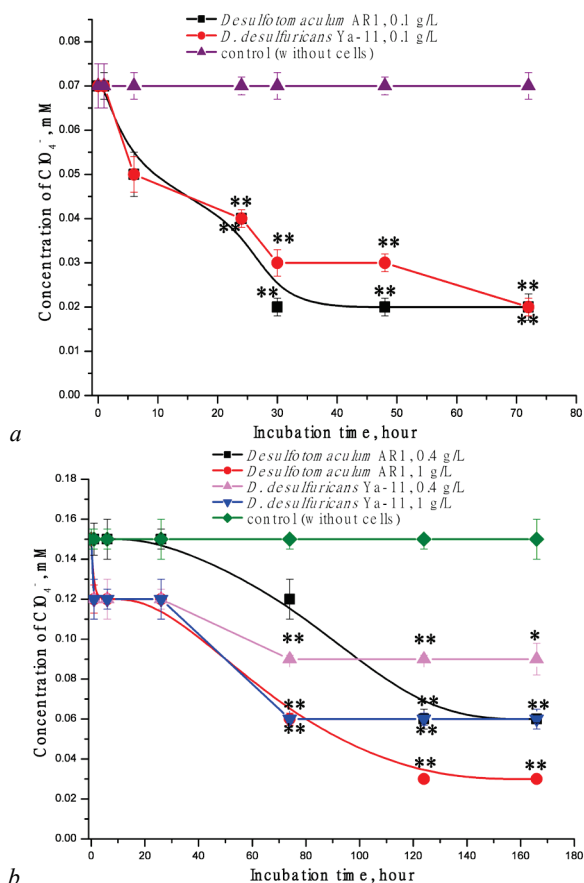 Desulfotomaculum AR1, 0.1 g/L
D. desulfuricans Ya-11, 0.1 g/L
control (without cells)
Concentration of ClO4-, mM
0.08
0.07
0.06
0.05
0.04
0.03
0.02
0.01
0.00
**
**
**
**
**
**
**
**
0 10 20 30 40 50 60 70 80
Incubation time, hour
a
Desulfotomaculum AR1, 0.4 g/L
Desulfotomaculum AR1, 1 g/L
D. desulfuricans Ya-11, 0.4 g/L
D. desulfuricans Ya-11, 1 g/L
control (without cells)
Concentration of ClO4-, mM
0.18
0.16
0.14
0.12
0.10
0.08
0.06
0.04
0.02
0.00
** ** *
** ** **
** **
** **
0 20 40 60 80 100 120 140 160 180
Incubation time, hour
b